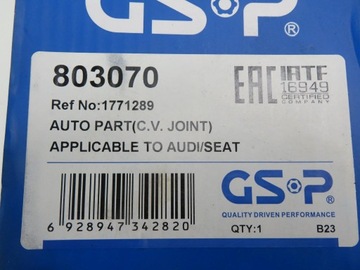 GSP
803070
EAC IATF
16949
CERTIFIED
COMPANY
Ref No:1771289
AUTO PART(C.V. JOINT)
APPLICABLE TO AUDI/SEAT
GSP
QUALITY DRIVEN PERFORMANCE
6 928947 342820
QTY:1
B23